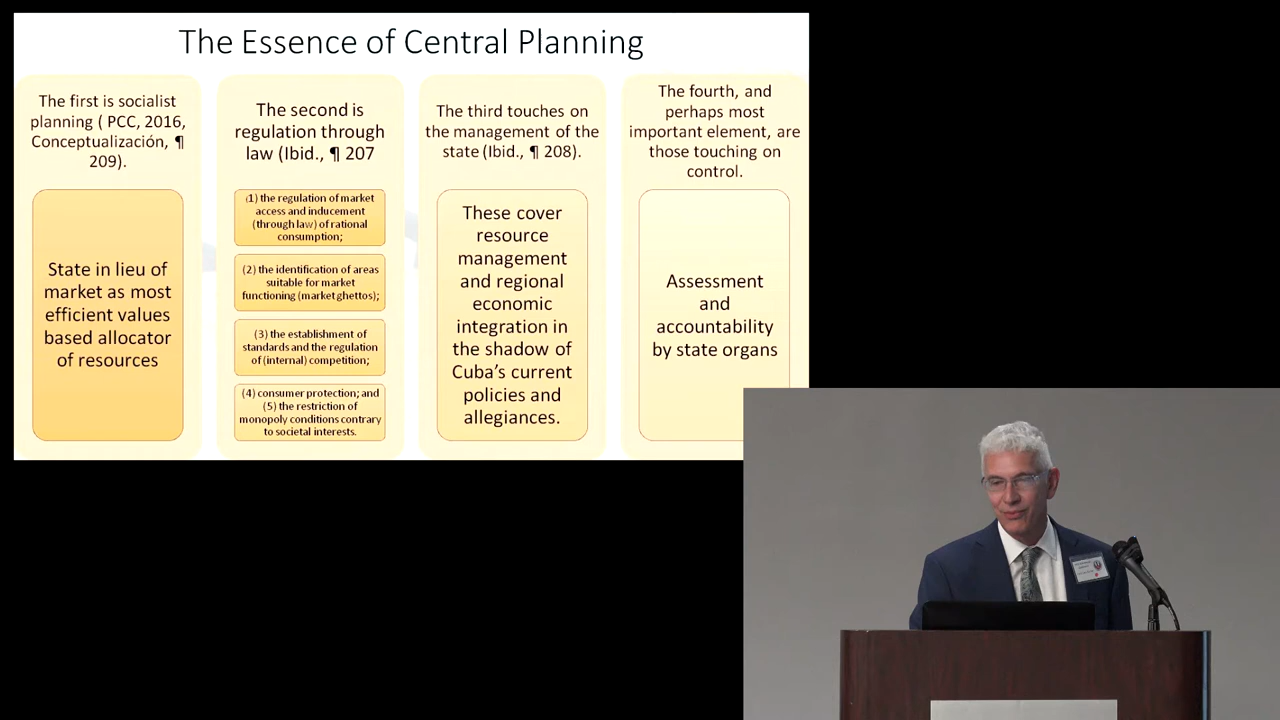 The Essence of Central Planning
The first is socialist
planning ( PCC, 2016,
Conceptualización, ¶
209).
State in lieu of
market as most
efficient values
based allocator
of resources
The second is
regulation through
law (Ibid., ¶ 207
(1) the regulation of market
access and inducement
(through law) of rational
consumption;
(2) the identification of areas
suitable for market
functioning (market ghettos);
(3) the establishment of
standards and the regulation
of (internal) competition;
(4) consumer protection; and
(5) the restriction of
monopoly conditions contrary
to societal interests.
The third touches on
the management of the
state (Ibid., ¶ 208).
These cover
resource
management
and regional
economic
integration in
the shadow of
Cuba's current
policies and
allegiances.
The fourth, and
perhaps most
important element, are
those touching on
control.
Assessment
and
accountability
by state organs